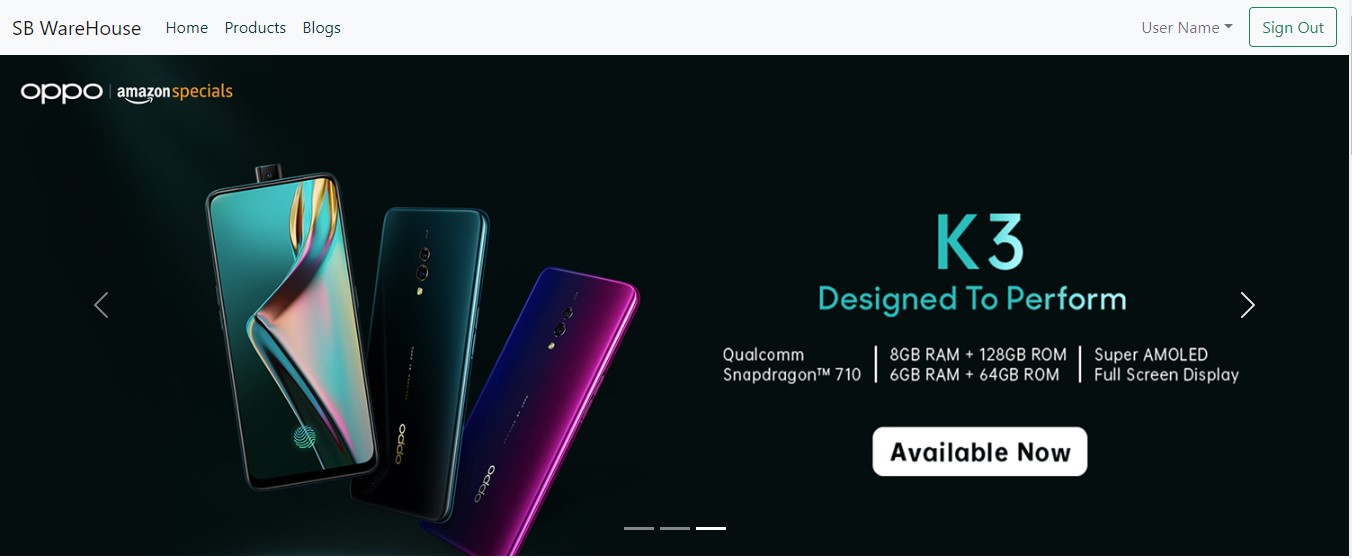 SB WareHouse Home Products Blogs User Name Sign Out
oppo | amazon specials
K3
Designed To Perform
Qualcomm
Snapdragon™ 710
8GB RAM + 128GB ROM
6GB RAM + 64GB ROM
Super AMOLED
Full Screen Display
Available Now
oppo
oppo